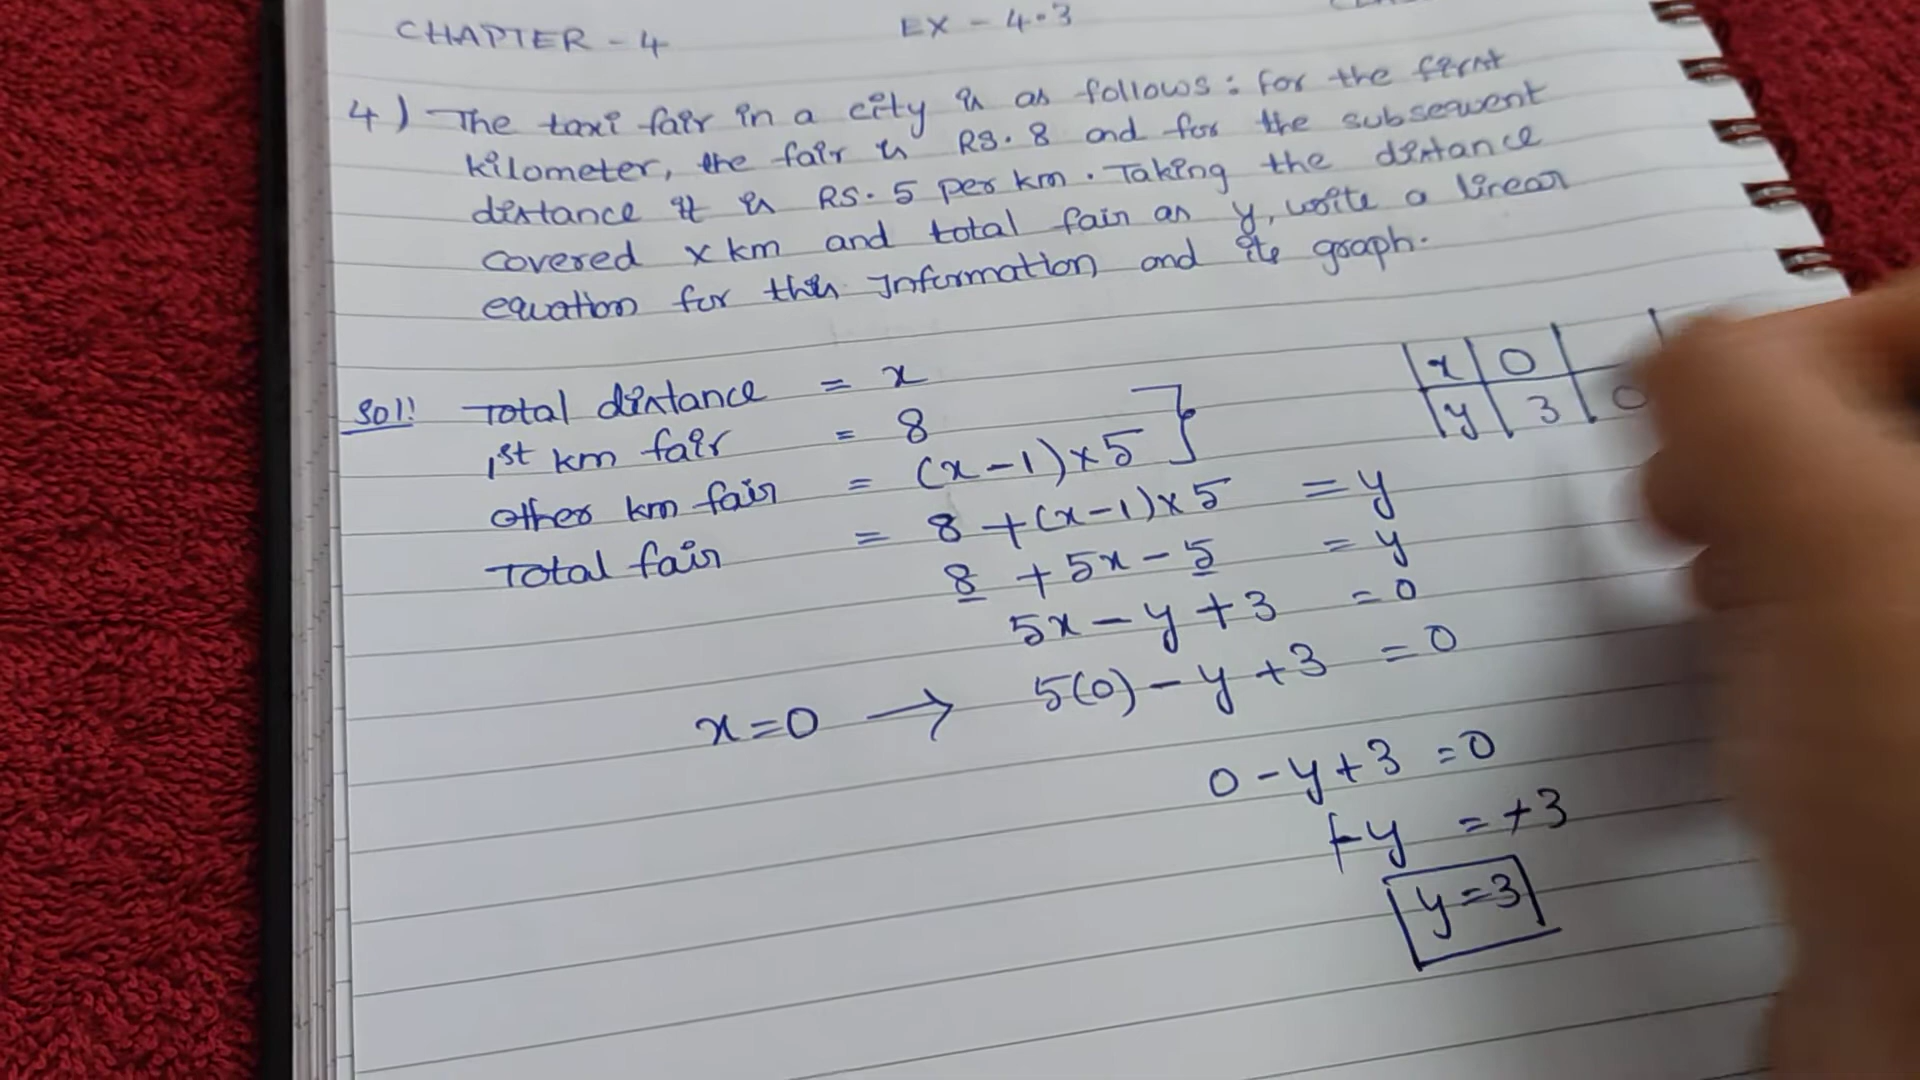 CHAPTER - 4
EX - 4.3
4) The taxi fair in a city is as follows: for the first
kilometer, the fair is RS. 8 and for the subsequent
distance it is RS. 5 per km. Taking the distance
covered x km and total fair as y, write a linear
equation for this Information and its graph.
Sol! Total distance = x
1st km fair = 8
other km fair = (x-1)×5 }
Total fair = 8+(x-1)×5 = y
8 + 5x - 5 = y
5x - y + 3 = 0
x=0 → 5(0) - y + 3 = 0
0 - y + 3 = 0
+y = +3
y = 3
x | 0
y | 3 | 0